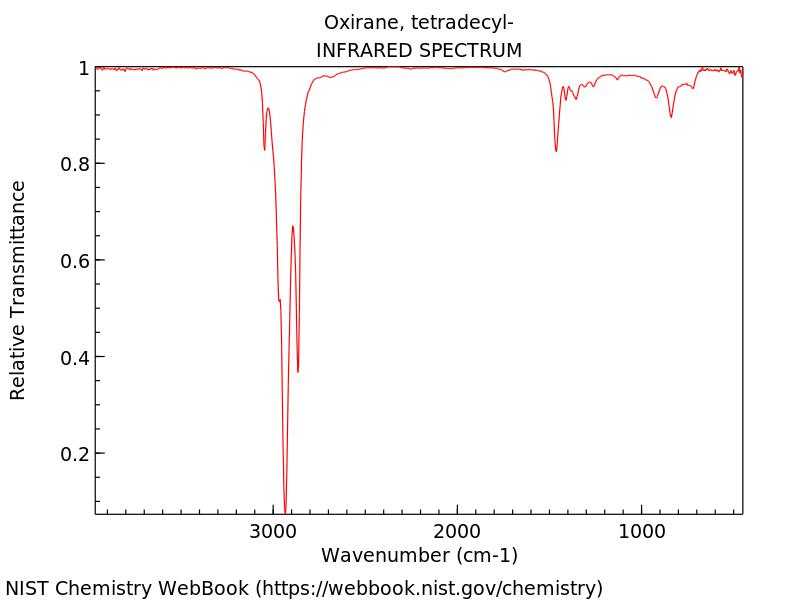 Oxirane, tetradecyl-
INFRARED SPECTRUM
1
0.8
0.6
0.4
0.2
Relative Transmittance
3000
2000
1000
Wavenumber (cm-1)
NIST Chemistry WebBook (https://webbook.nist.gov/chemistry)